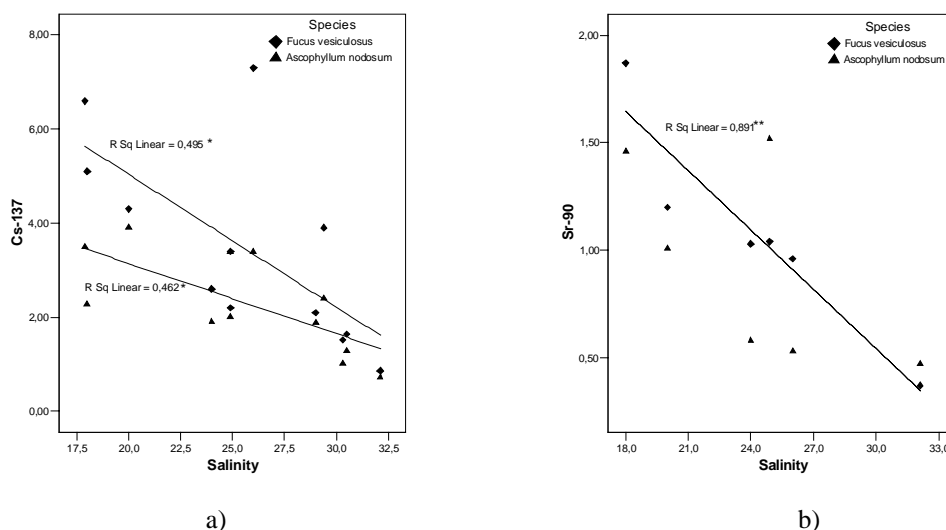 Species
Fucus vesiculosus
Ascophyllum nodosum
8,00
6,00
4,00
2,00
0,00
Cs-137
R Sq Linear = 0,495 *
R Sq Linear = 0,462 *
17,5 20,0 22,5 25,0 27,5 30,0 32,5
Salinity
a)
Species
Fucus vesiculosus
Ascophyllum nodosum
2,00
1,50
1,00
0,50
Sr-90
R Sq Linear = 0,891**
18,0 21,0 24,0 27,0 30,0 33,0
Salinity
b)